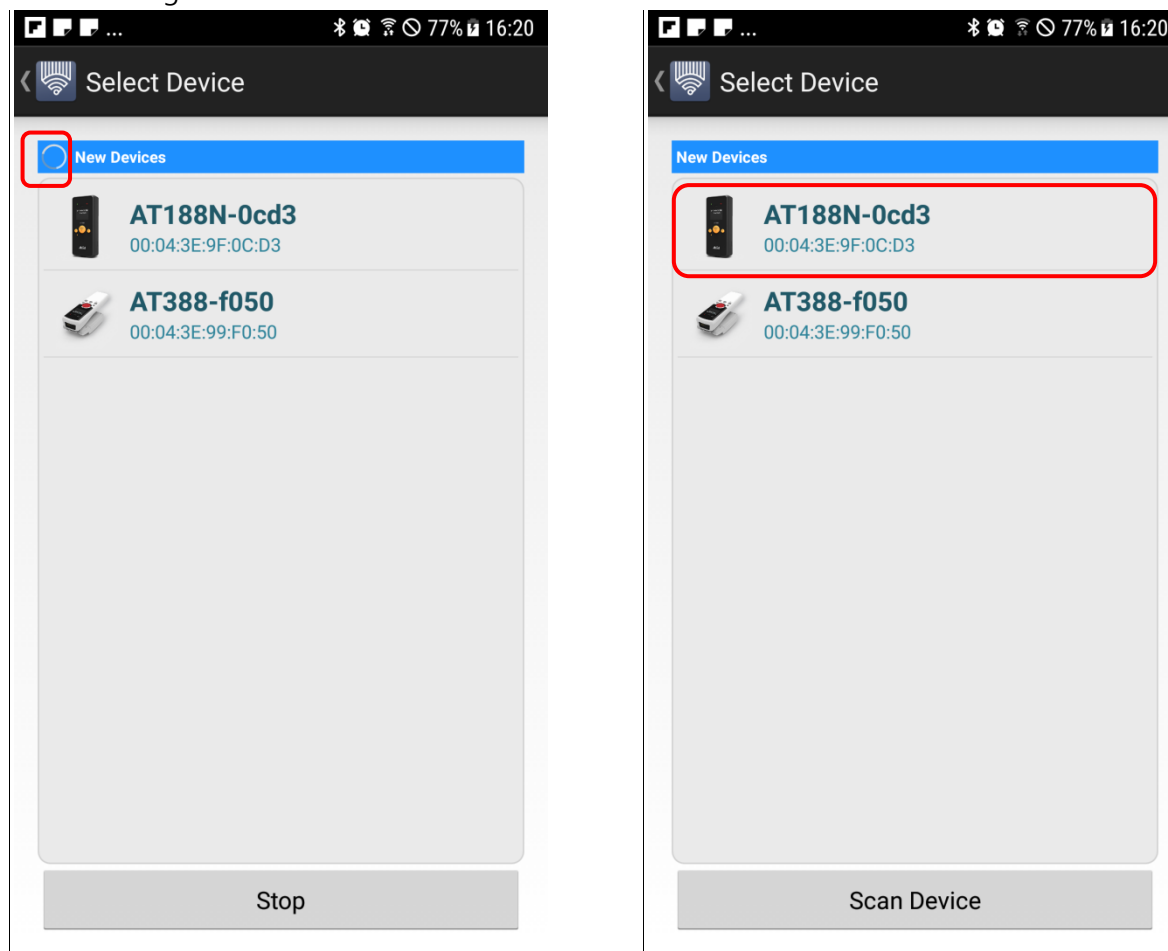 ... 77% 16:20
Select Device
New Devices
AT188N-0cd3
00:04:3E:9F:0C:D3
AT388-f050
00:04:3E:99:F0:50
Stop
... 77% 16:20
Select Device
New Devices
AT188N-0cd3
00:04:3E:9F:0C:D3
AT388-f050
00:04:3E:99:F0:50
Scan Device